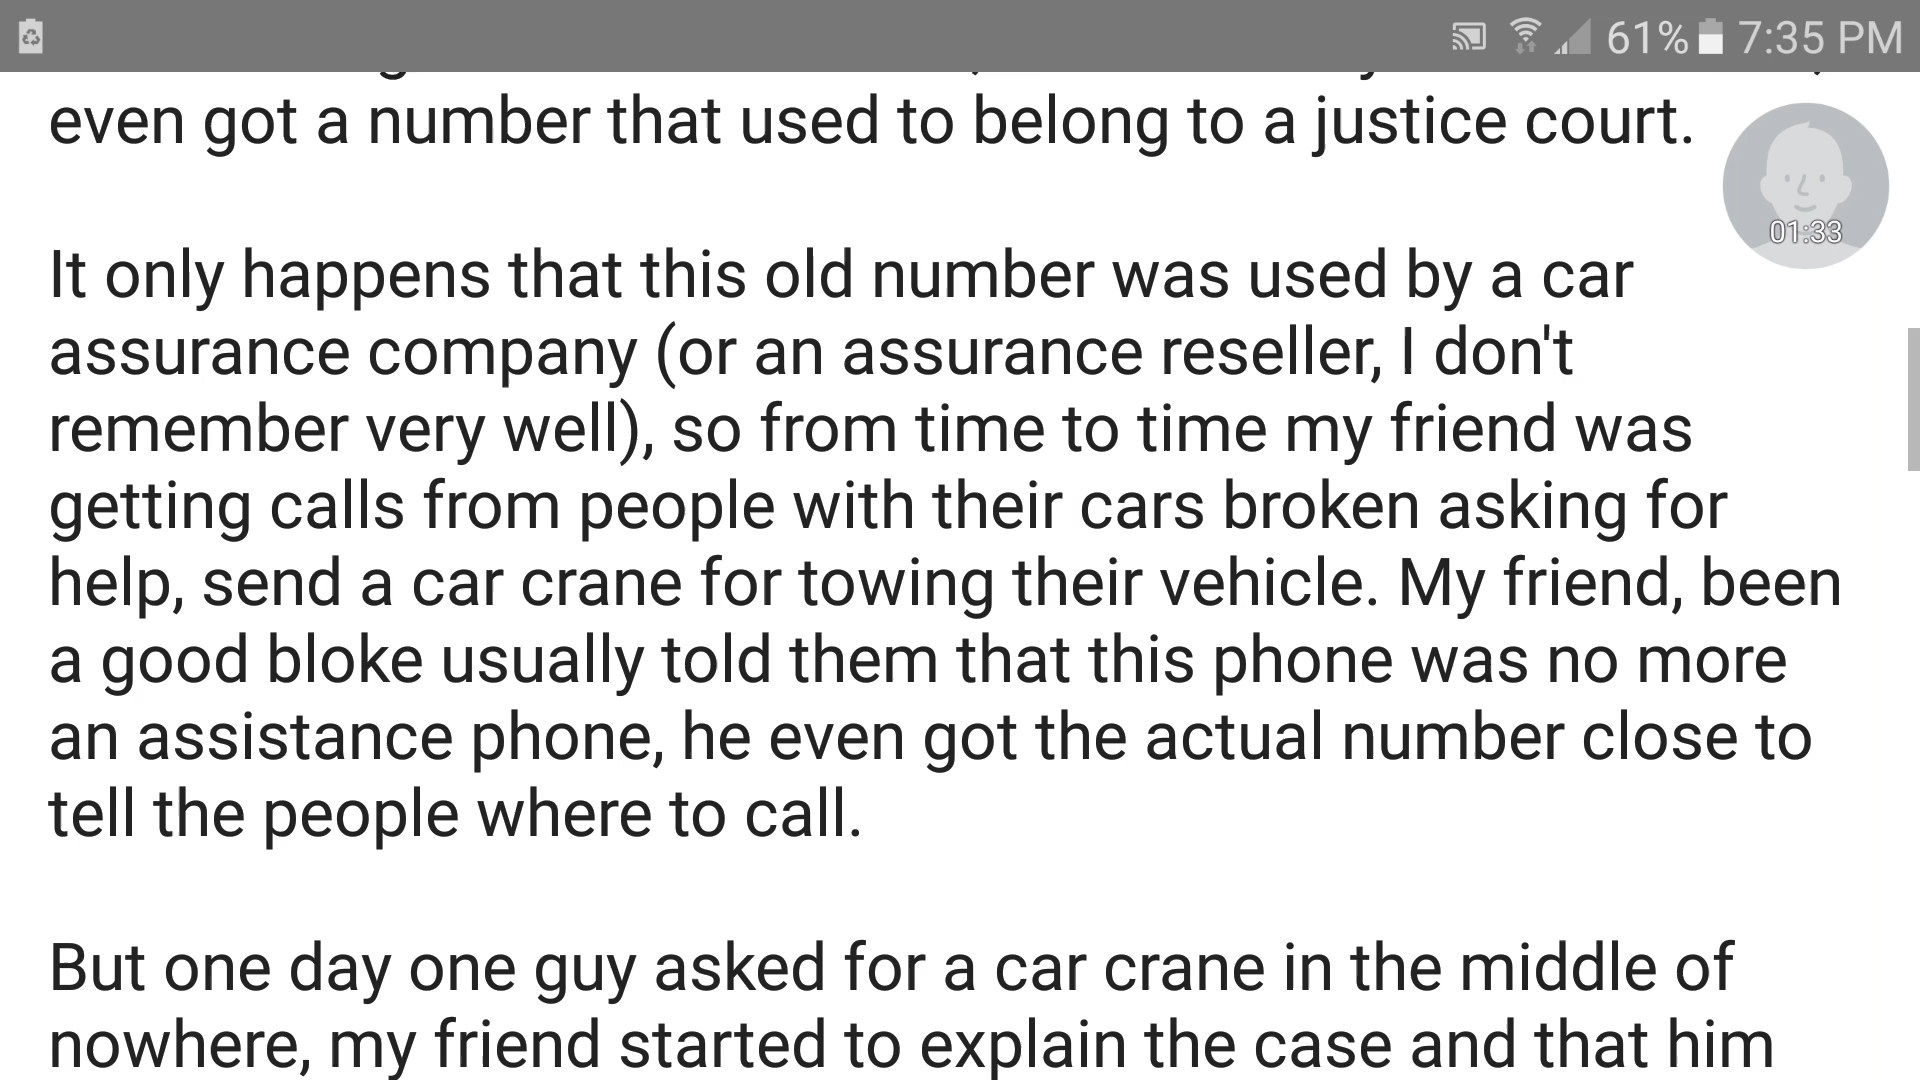 61% 7:35 PM
even got a number that used to belong to a justice court.
01:33
It only happens that this old number was used by a car
assurance company (or an assurance reseller, I don't
remember very well), so from time to time my friend was
getting calls from people with their cars broken asking for
help, send a car crane for towing their vehicle. My friend, been
a good bloke usually told them that this phone was no more
an assistance phone, he even got the actual number close to
tell the people where to call.
But one day one guy asked for a car crane in the middle of
nowhere, my friend started to explain the case and that him